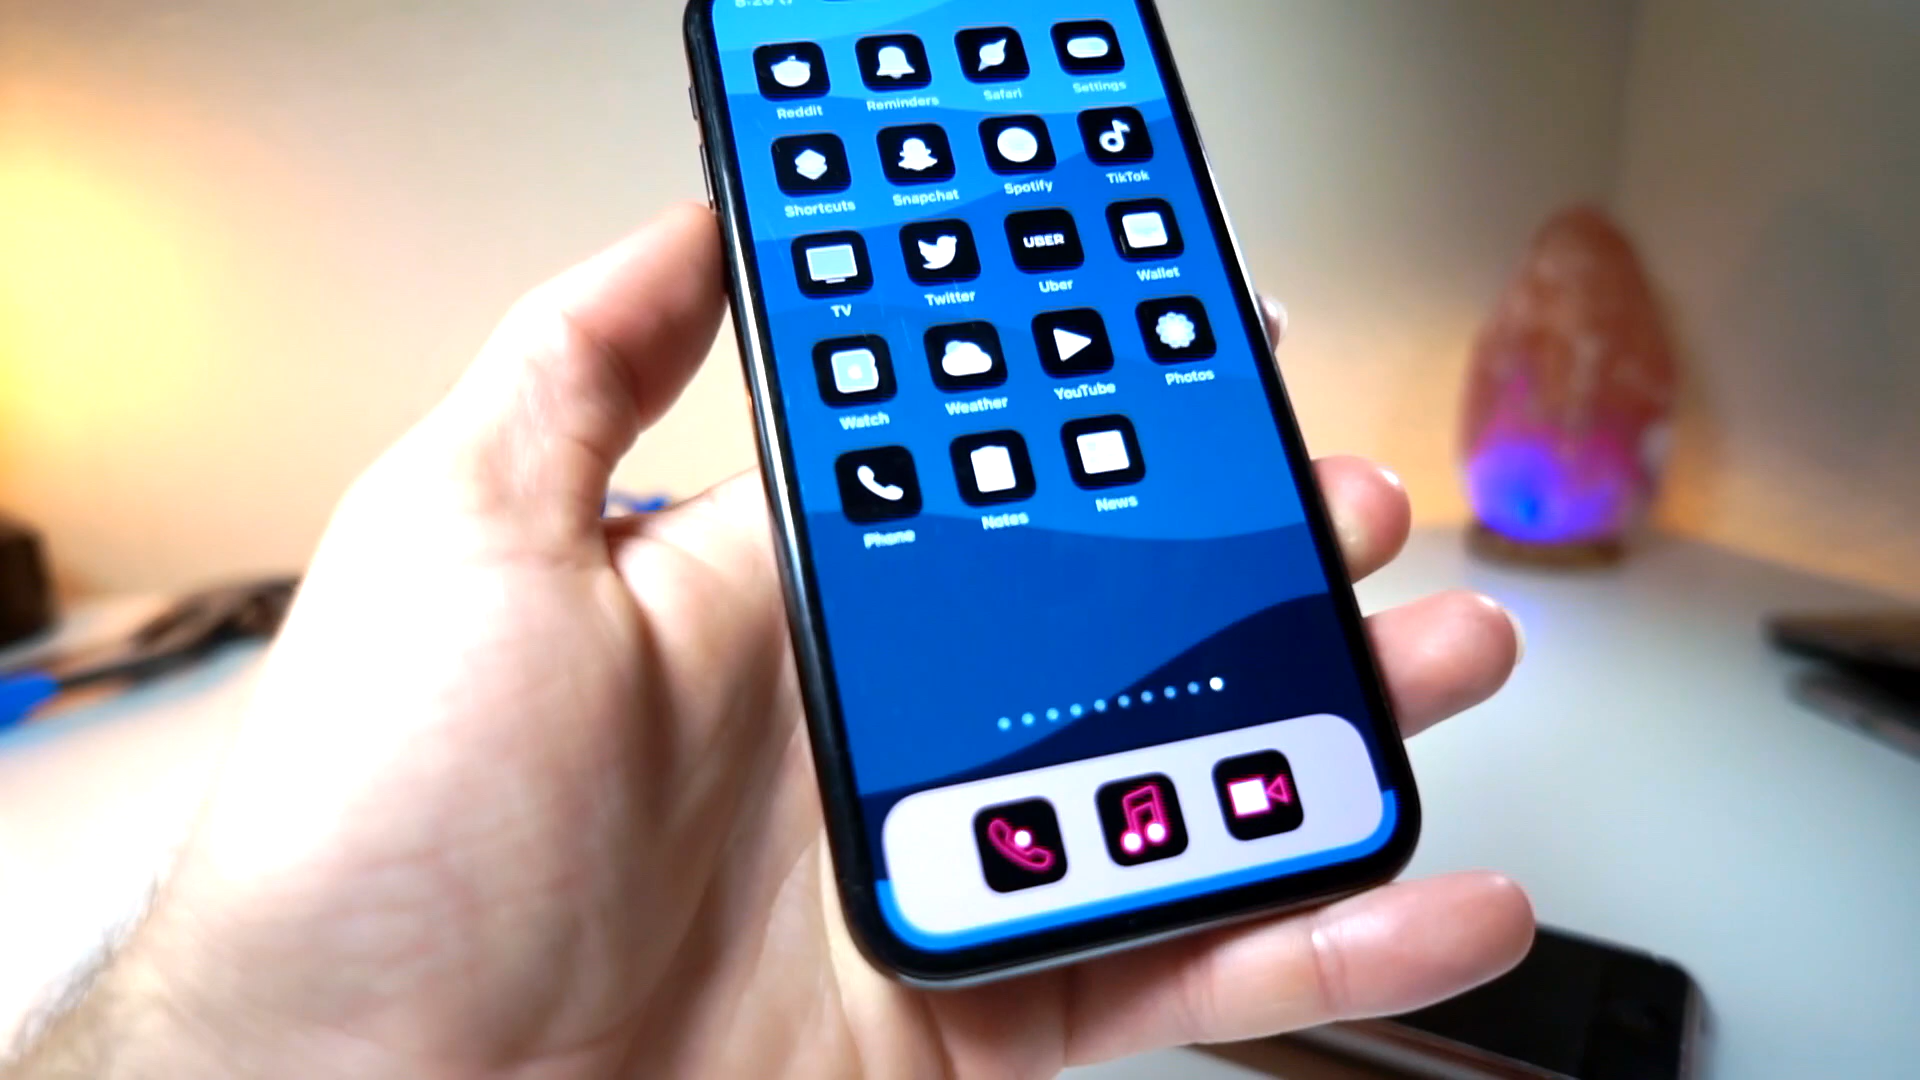 Reddit Reminders Safari Settings
Shortcuts Snapchat Spotify TikTok
UBER
TV Twitter Uber Wallet
Watch Weather YouTube Photos
Phone Notes News